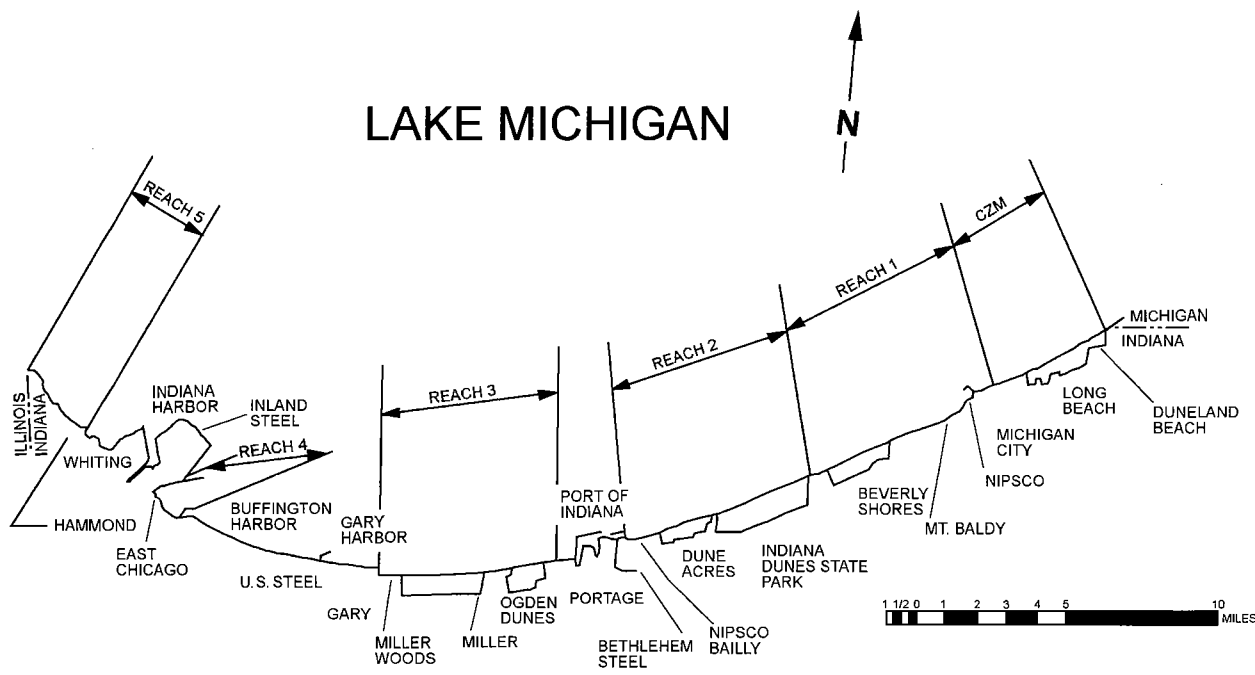 LAKE MICHIGAN
N
REACH 5
CZM
REACH 1
REACH 2
REACH 3
REACH 4
MICHIGAN
INDIANA
ILLINOIS
INDIANA
INDIANA
HARBOR
INLAND
STEEL
WHITING
HAMMOND
EAST
CHICAGO
BUFFINGTON
HARBOR
GARY
HARBOR
U.S. STEEL
GARY
MILLER
WOODS
MILLER
OGDEN
DUNES
PORT OF
INDIANA
PORTAGE
BETHLEHEM
STEEL
NIPSCO
BAILLY
DUNE
ACRES
INDIANA
DUNES STATE
PARK
BEVERLY
SHORES
MT. BALDY
NIPSCO
MICHIGAN
CITY
LONG
BEACH
DUNELAND
BEACH
1 1/2 0 1 2 3 4 5 10
MILES